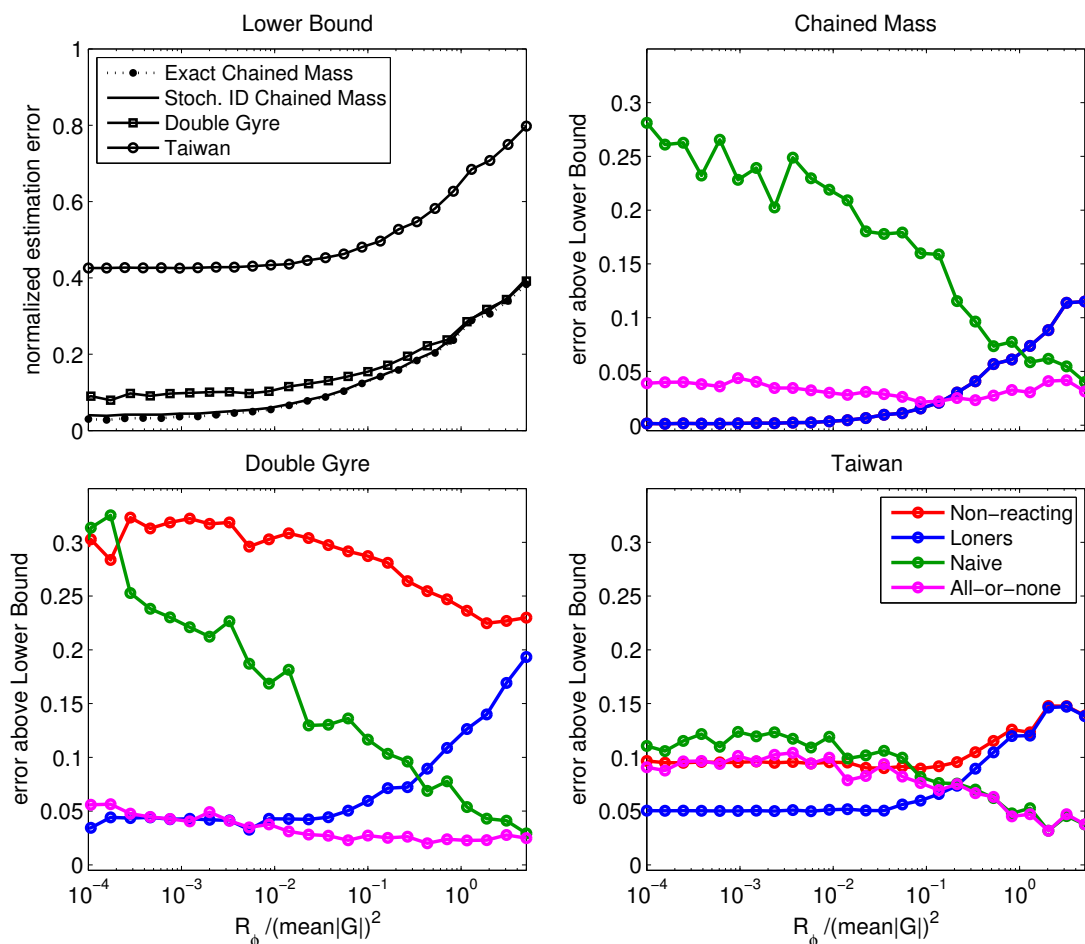 Lower Bound
1
0.8
0.6
0.4
0.2
0
normalized estimation error
Exact Chained Mass
Stoch. ID Chained Mass
Double Gyre
Taiwan
Chained Mass
0.3
0.25
0.2
0.15
0.1
0.05
0
error above Lower Bound
Double Gyre
0.3
0.25
0.2
0.15
0.1
0.05
0
error above Lower Bound
10⁻⁴ 10⁻³ 10⁻² 10⁻¹ 10⁰
R_ϕ /(mean|G|)²
Taiwan
0.3
0.25
0.2
0.15
0.1
0.05
0
error above Lower Bound
Non−reacting
Loners
Naive
All−or−none
10⁻⁴ 10⁻³ 10⁻² 10⁻¹ 10⁰
R_ϕ /(mean|G|)²